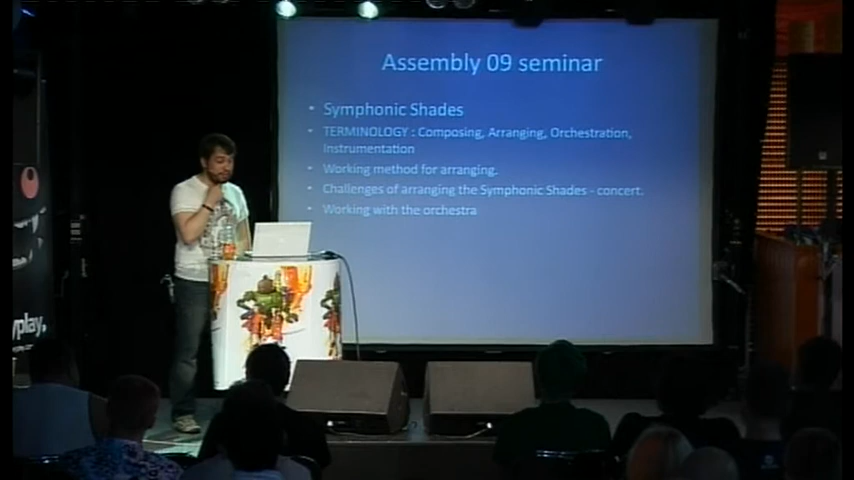 Assembly 09 seminar
• Symphonic Shades
• TERMINOLOGY : Composing, Arranging, Orchestration,
Instrumentation
• Working method for arranging.
• Challenges of arranging the Symphonic Shades - concert.
• Working with the orchestra
yplay.